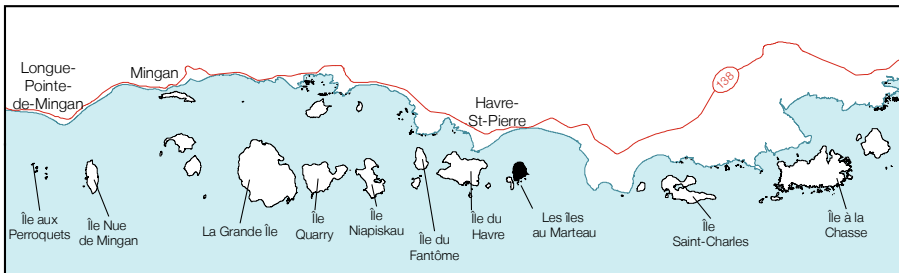 Longue-
Pointe-
de-Mingan
Mingan
Havre-
St-Pierre
138
Île aux
Perroquets
Île Nue
de Mingan
La Grande Île
Île
Quarry
Île
Niapiskau
Île du
Fantôme
Île du
Havre
Les îles
au Marteau
Île
Saint-Charles
Île à la
Chasse